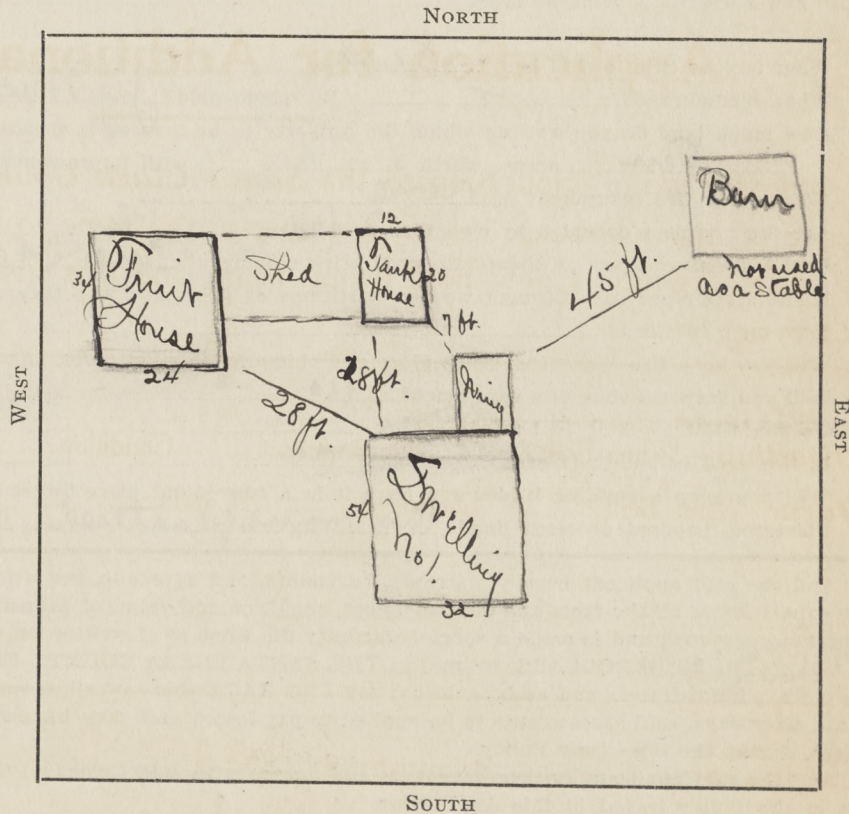 NORTH
Barn
not used
as a Stable
45 ft.
12
Fruit
House
34
24
Shed
Tank
House
20
7 ft.
28 ft
28 ft.
Dwelling
No 1
54
32
WEST
EAST
SOUTH